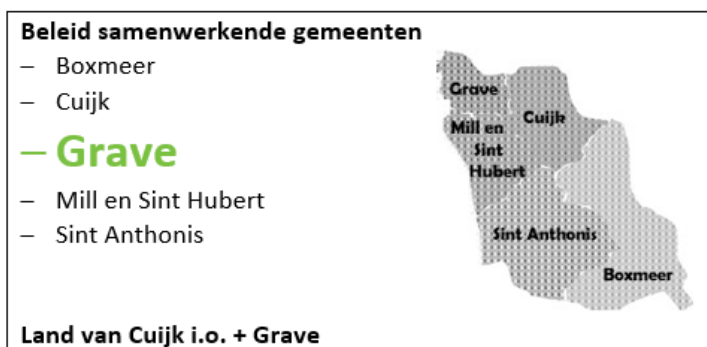 Beleid samenwerkende gemeenten
– Boxmeer
– Cuijk
– Grave
– Mill en Sint Hubert
– Sint Anthonis
Land van Cuijk i.o. + Grave
Grave
Cuijk
Mill en
Sint
Hubert
Sint Anthonis
Boxmeer